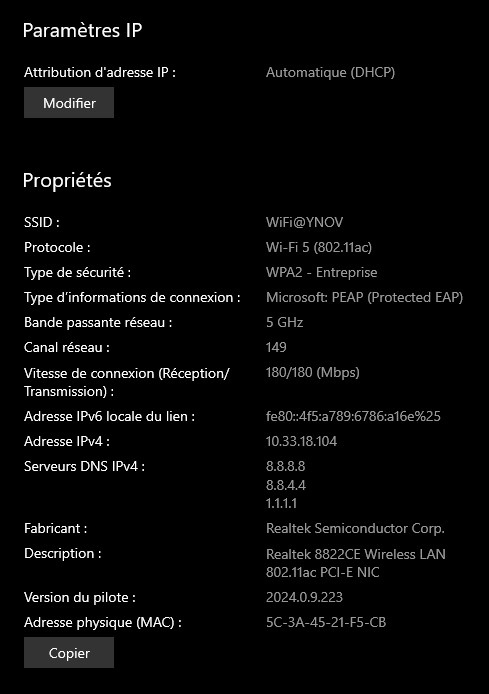 Paramètres IP
Attribution d'adresse IP : Automatique (DHCP)
Modifier
Propriétés
SSID : WiFi@YNOV
Protocole : Wi-Fi 5 (802.11ac)
Type de sécurité : WPA2 - Entreprise
Type d'informations de connexion : Microsoft: PEAP (Protected EAP)
Bande passante réseau : 5 GHz
Canal réseau : 149
Vitesse de connexion (Réception/ 180/180 (Mbps)
Transmission) :
Adresse IPv6 locale du lien : fe80::4f5:a789:6786:a16e%25
Adresse IPv4 : 10.33.18.104
Serveurs DNS IPv4 : 8.8.8.8
8.8.4.4
1.1.1.1
Fabricant : Realtek Semiconductor Corp.
Description : Realtek 8822CE Wireless LAN
802.11ac PCI-E NIC
Version du pilote : 2024.0.9.223
Adresse physique (MAC) : 5C-3A-45-21-F5-CB
Copier